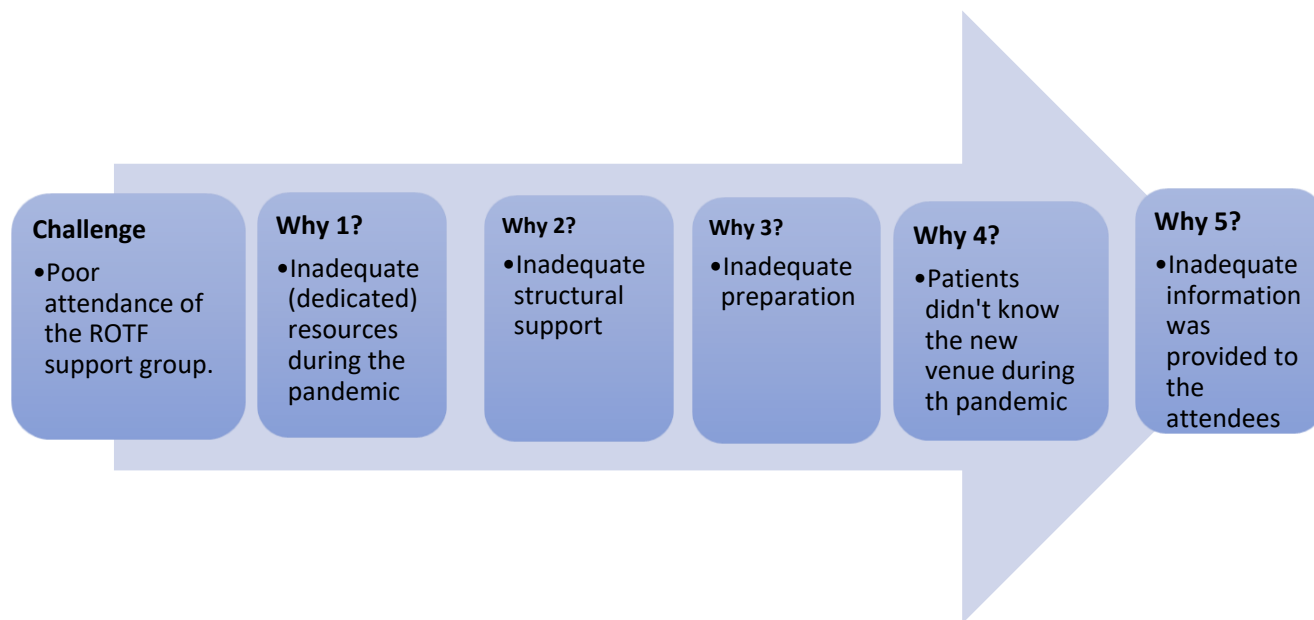 Challenge
•Poor
attendance of
the ROTF
support group.
Why 1?
•Inadequate
(dedicated)
resources
during the
pandemic
Why 2?
•Inadequate
structural
support
Why 3?
•Inadequate
preparation
Why 4?
•Patients
didn't know
the new
venue during
th pandemic
Why 5?
•Inadequate
information
was
provided to
the
attendees